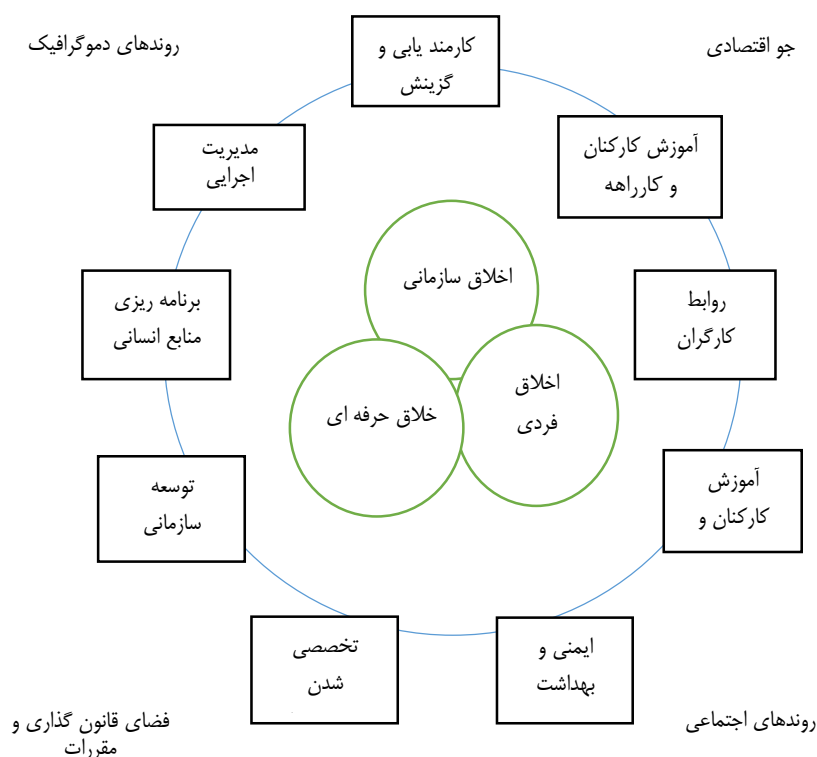 جو اقتصادی
روندهای دموگرافیک
کارمند یابی و
گزینش
آموزش کارکنان
و کارراهه
مدیریت
اجرایی
اخلاق سازمانی
روابط
کارگران
برنامه ریزی
منابع انسانی
اخلاق
فردی
خلاق حرفه ای
آموزش
کارکنان و
توسعه
سازمانی
ایمنی و
بهداشت
تخصصی
شدن
روندهای اجتماعی
فضای قانون گذاری و
مقررات